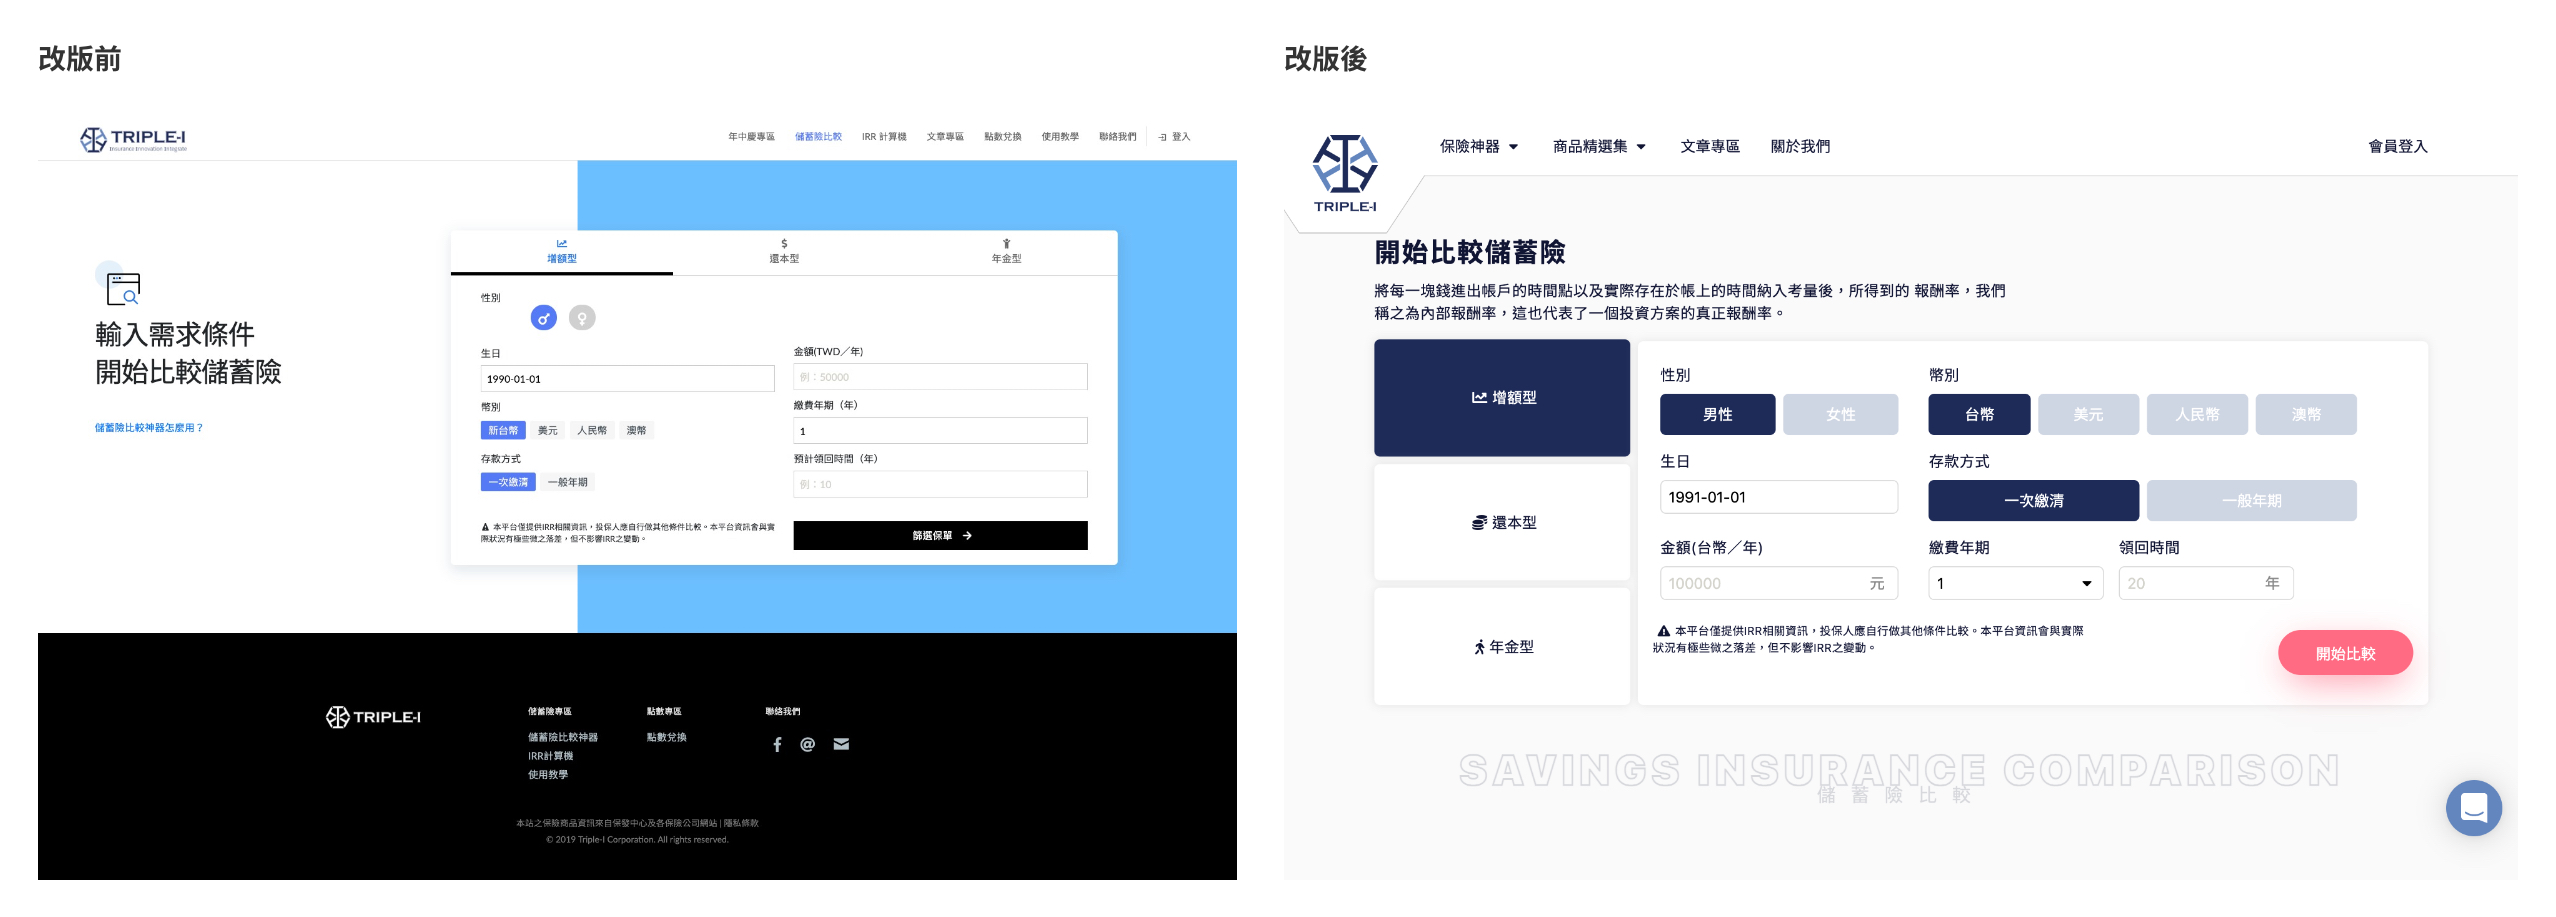 改版前
TRIPLE-I
Insurance Innovation Integrate
年中慶專區 儲蓄險比較 IRR 計算機 文章專區 點數兌換 使用教學 聯絡我們 登入
輸入需求條件
開始比較儲蓄險
儲蓄險比較神器怎麼用？
增額型 還本型 年金型
性別
生日
1990-01-01
幣別
新台幣 美元 人民幣 澳幣
存款方式
一次繳清 一般年期
本平台僅提供IRR相關資訊，投保人應自行做其他條件比較。本平台資訊會與實
際狀況有極些微之落差，但不影響IRR之變動。
金額(TWD／年)
例：50000
繳費年期（年）
1
預計領回時間（年）
例：10
篩選保單
TRIPLE-I
儲蓄險專區
儲蓄險比較神器
IRR計算機
使用教學
點數專區
點數兌換
聯絡我們
本站之保險商品資訊來自保發中心及各保險公司網站 | 隱私條款
© 2019 Triple-I Corporation. All rights reserved.
改版後
TRIPLE-I
保險神器 商品精選集 文章專區 關於我們 會員登入
開始比較儲蓄險
將每一塊錢進出帳戶的時間點以及實際存在於帳上的時間納入考量後，所得到的 報酬率，我們
稱之為內部報酬率，這也代表了一個投資方案的真正報酬率。
增額型
還本型
年金型
性別
男性 女性
幣別
台幣 美元 人民幣 澳幣
生日
1991-01-01
存款方式
一次繳清 一般年期
金額(台幣／年)
100000 元
繳費年期
1
領回時間
20 年
本平台僅提供IRR相關資訊，投保人應自行做其他條件比較。本平台資訊會與實際
狀況有極些微之落差，但不影響IRR之變動。
開始比較
SAVINGS INSURANCE COMPARISON
儲蓄險比較